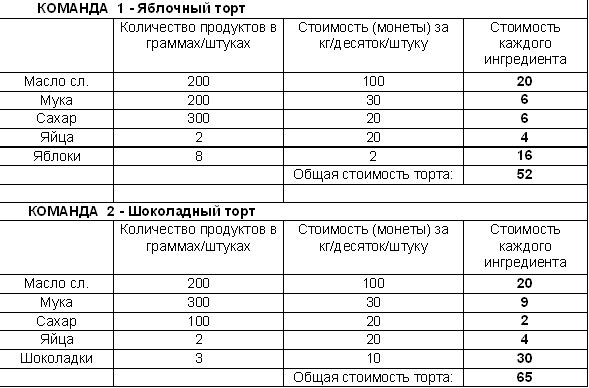 КОМАНДА 1 - Яблочный торт
Количество продуктов в граммах/штуках Стоимость (монеты) за кг/десяток/штуку Стоимость каждого ингредиента
Масло сл. 200 100 20
Мука 200 30 6
Сахар 300 20 6
Яйца 2 20 4
Яблоки 8 2 16
Общая стоимость торта: 52
КОМАНДА 2 - Шоколадный торт
Количество продуктов в граммах/штуках Стоимость (монеты) за кг/десяток/штуку Стоимость каждого ингредиента
Масло сл. 200 100 20
Мука 300 30 9
Сахар 100 20 2
Яйца 2 20 4
Шоколадки 3 10 30
Общая стоимость торта: 65